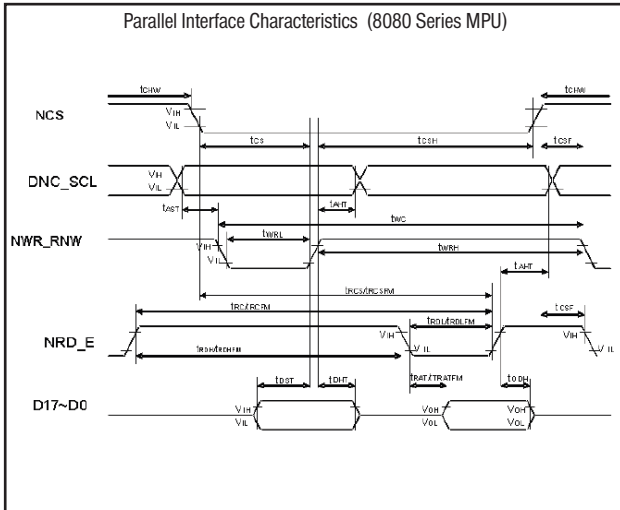 Parallel Interface Characteristics (8080 Series MPU)
tCHW
tCHW
NCS
VIH
VIL
tCS
tCSH
tCSF
DNC_SCL
VIH
VIL
tAST
tAHT
tWC
NWR_RNW
VIH
VIL
tWRL
tWRH
tAHT
tRCS/tRCSFM
tRC/tRCFM
tRDL/tRDLFM
tCSF
NRD_E
VIH
VIL
VIH
VIL
tRDH/tRDHFM
tRAT/tRATFM
tODH
tDST
tDHT
D17~D0
VIH
VIL
VOH
VOL
VOH
VOL